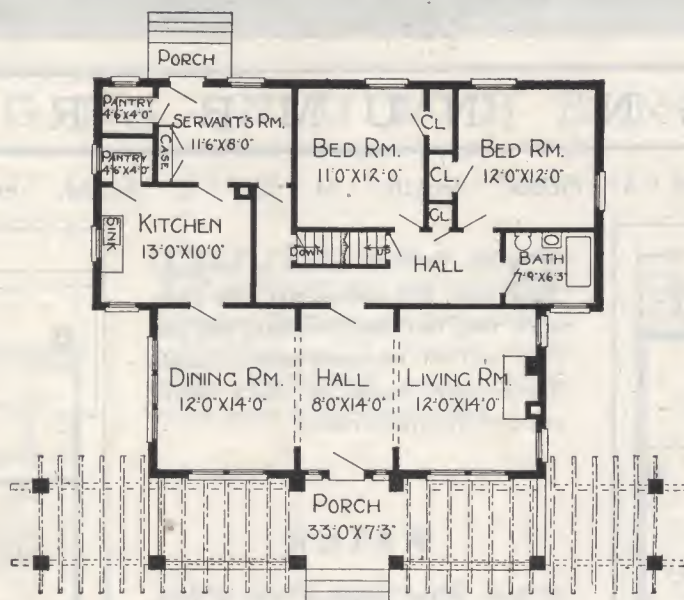 PORCH
PANTRY
4'-6"X4'-0"
SERVANT'S RM.
11'-6"X8'-0"
CASE
PANTRY
4'-6"X4'-0"
BED RM.
11'-0"X12'-0"
CL.
CL.
CL.
BED RM.
12'-0"X12'-0"
KITCHEN
13'-0"X10'-0"
SINK
DOWN
UP
HALL
BATH
7'-9"X6'-3"
DINING RM.
12'-0"X14'-0"
HALL
8'-0"X14'-0"
LIVING RM.
12'-0"X14'-0"
PORCH
33'-0"X7'-3"